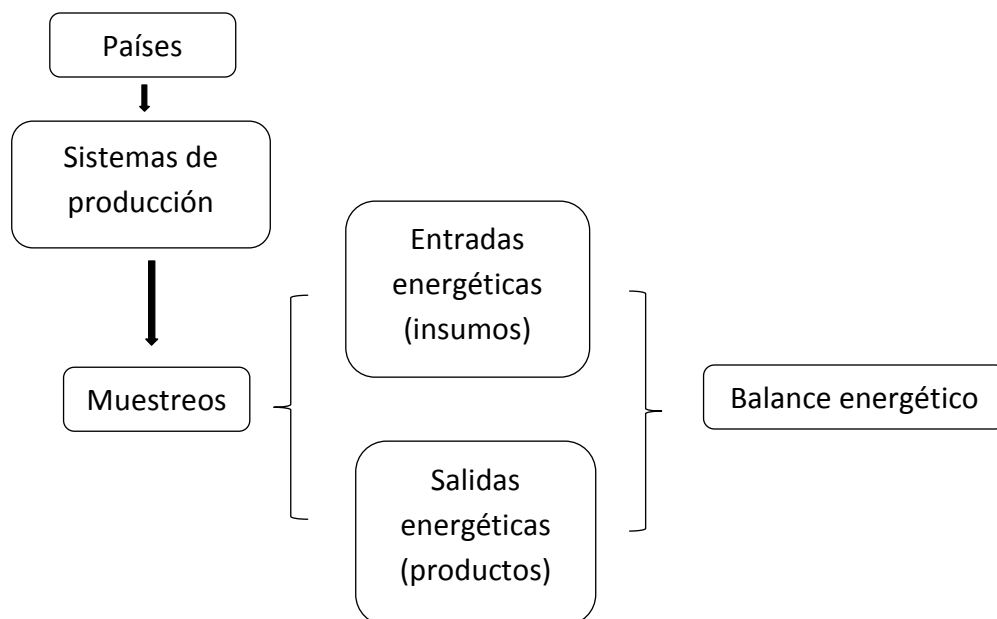 Países
Sistemas de
producción
Muestreos
Entradas
energéticas
(insumos)
Salidas
energéticas
(productos)
Balance energético